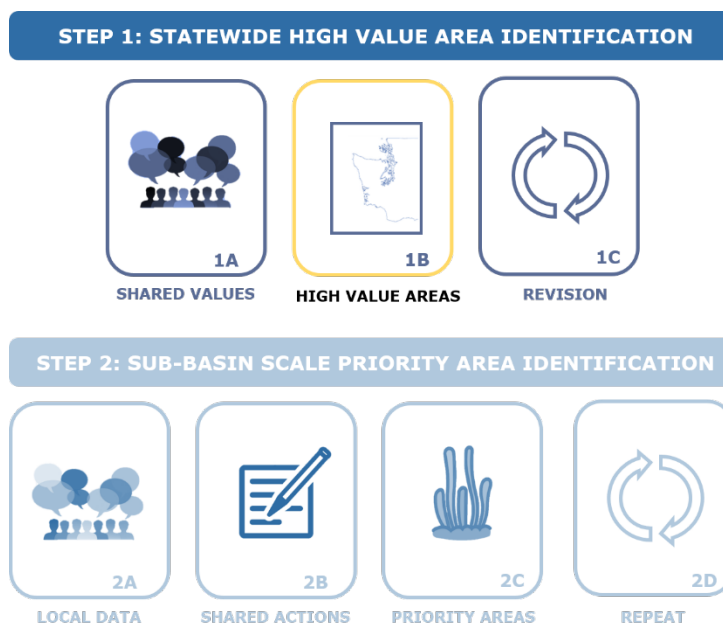 STEP 1: STATEWIDE HIGH VALUE AREA IDENTIFICATION
1A
1B
1C
SHARED VALUES
HIGH VALUE AREAS
REVISION
STEP 2: SUB-BASIN SCALE PRIORITY AREA IDENTIFICATION
2A
2B
2C
2D
LOCAL DATA
SHARED ACTIONS
PRIORITY AREAS
REPEAT